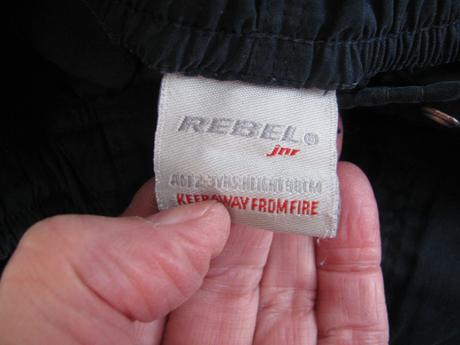 REBEL®
jnr
AGE 2-3YRS HEIGHT 98CM
KEEP AWAY FROM FIRE